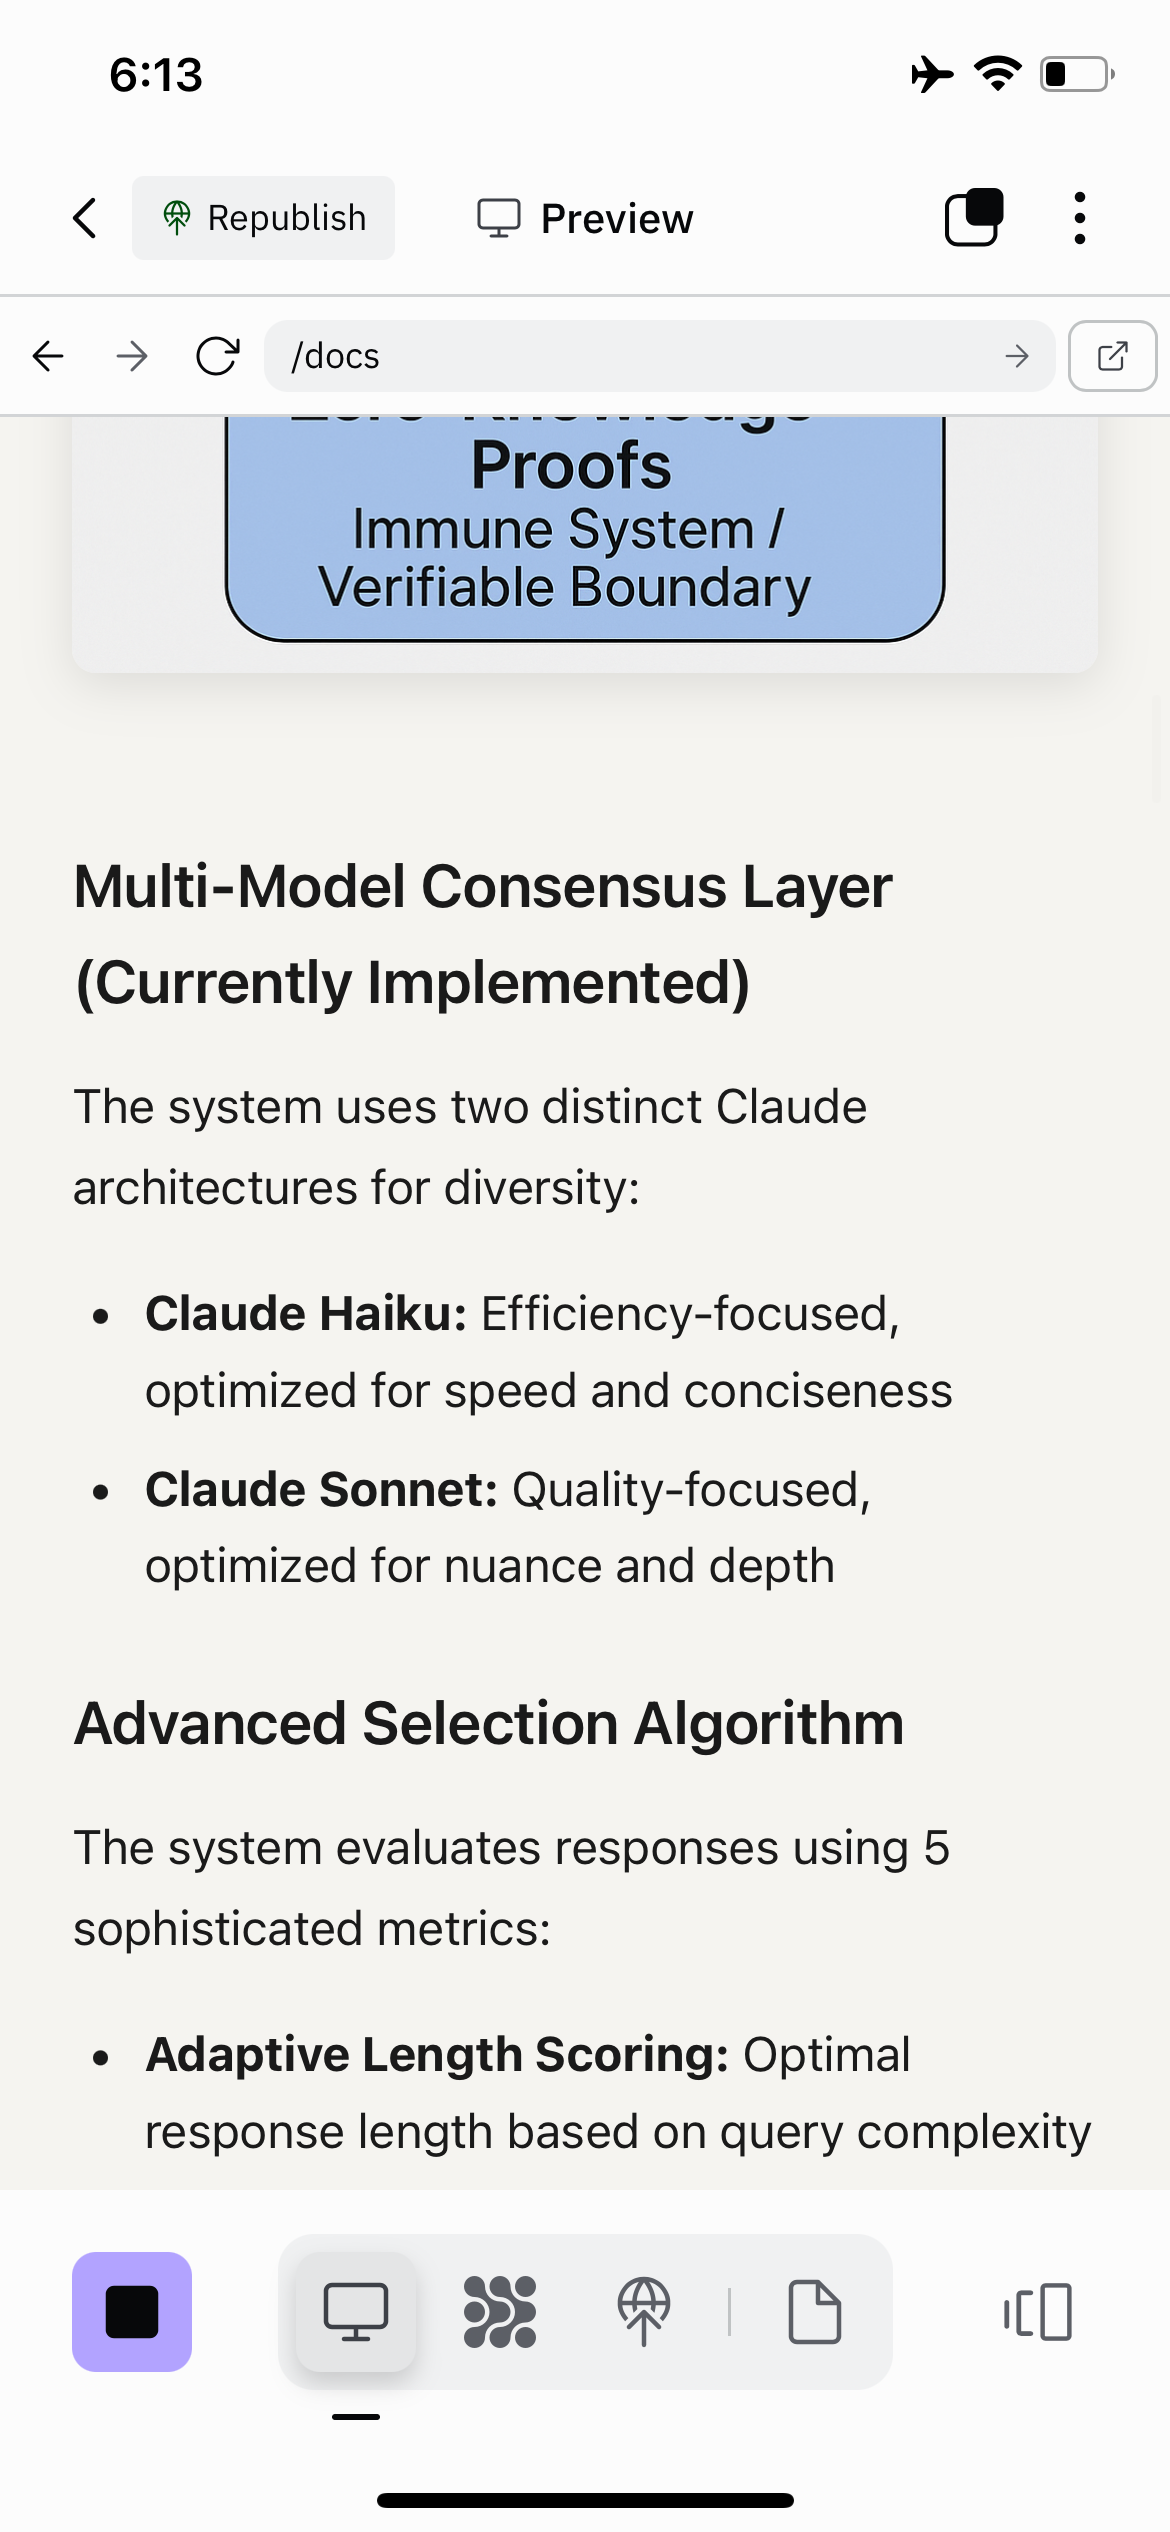 6:13
Republish
Preview
/docs
Zero-Knowledge
Proofs
Immune System /
Verifiable Boundary
Multi-Model Consensus Layer
(Currently Implemented)
The system uses two distinct Claude
architectures for diversity:
• Claude Haiku: Efficiency-focused,
optimized for speed and conciseness
• Claude Sonnet: Quality-focused,
optimized for nuance and depth
Advanced Selection Algorithm
The system evaluates responses using 5
sophisticated metrics:
• Adaptive Length Scoring: Optimal
response length based on query complexity